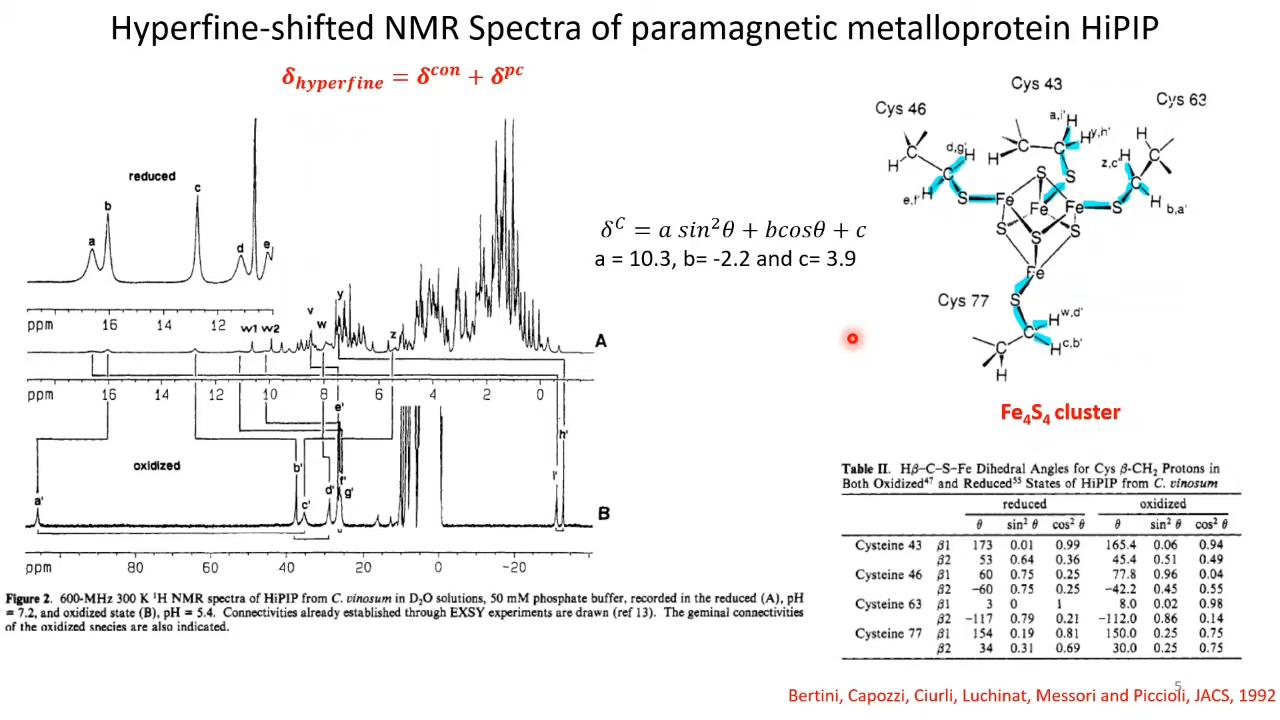 Hyperfine-shifted NMR Spectra of paramagnetic metalloprotein HiPIP
δhyperfine = δcon + δpc
reduced
a
b
c
d
e
ppm 16 14 12
w1 w2
v
w
y
z
A
ppm 16 14 12 10 8 6 4 2 0
oxidized
a'
b'
c'
d'
e'
f'
g'
h'
i'
B
ppm 80 60 40 20 0 -20
Figure 2. 600-MHz 300 K ¹H NMR spectra of HiPIP from C. vinosum in D₂O solutions, 50 mM phosphate buffer, recorded in the reduced (A), pH
= 7.2, and oxidized state (B), pH = 5.4. Connectivities already established through EXSY experiments are drawn (ref 13). The geminal connectivities
of the oxidized species are also indicated.
δC = a sin²θ + bcosθ + c
a = 10.3, b= -2.2 and c= 3.9
Cys 43
Cys 46
Cys 63
a,i'
H
H y,h'
H
C
C
d,g'
H
H
C
C
H
e,f'
H
S
Fe
S
S
Fe
Fe
S
S
S
S
Fe
z,c'
H
H
C
C
H
b,a'
Cys 77
S
C
H w,d'
H c,b'
C
H
Fe₄S₄ cluster
Table II. Hβ–C–S–Fe Dihedral Angles for Cys β-CH₂ Protons in
Both Oxidized⁴⁷ and Reduced⁵⁵ States of HiPIP from C. vinosum
reduced oxidized
θ sin² θ cos² θ θ sin² θ cos² θ
Cysteine 43 β1 173 0.01 0.99 165.4 0.06 0.94
β2 53 0.64 0.36 45.4 0.51 0.49
Cysteine 46 β1 60 0.75 0.25 77.8 0.96 0.04
β2 −60 0.75 0.25 −42.2 0.45 0.55
Cysteine 63 β1 3 0 1 8.0 0.02 0.98
β2 −117 0.79 0.21 −112.0 0.86 0.14
Cysteine 77 β1 154 0.19 0.81 150.0 0.25 0.75
β2 34 0.31 0.69 30.0 0.25 0.75
5
Bertini, Capozzi, Ciurli, Luchinat, Messori and Piccioli, JACS, 1992